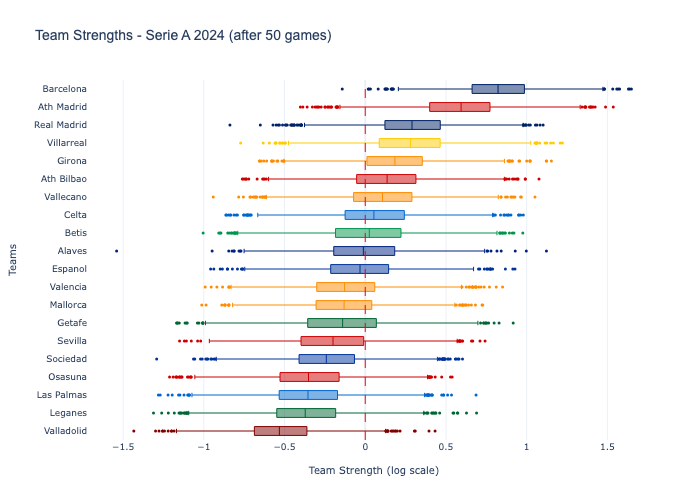 Team Strengths - Serie A 2024 (after 50 games)
Barcelona
Ath Madrid
Real Madrid
Villarreal
Girona
Ath Bilbao
Vallecano
Celta
Betis
Alaves
Espanol
Valencia
Mallorca
Getafe
Sevilla
Sociedad
Osasuna
Las Palmas
Leganes
Valladolid
Teams
−1.5 −1 −0.5 0 0.5 1 1.5
Team Strength (log scale)